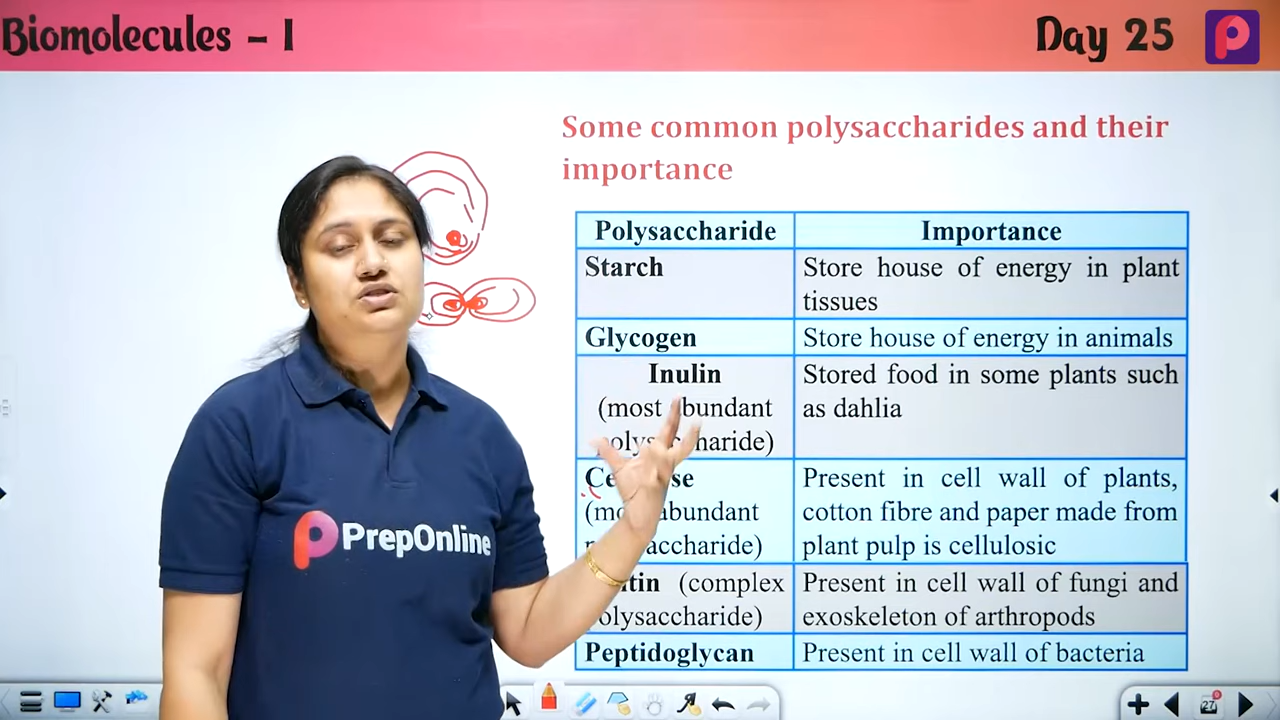 Biomolecules - I
Day 25
Some common polysaccharides and their
importance
Polysaccharide
Importance
Starch
Store house of energy in plant
tissues
Glycogen
Store house of energy in animals
Inulin
(most abundant
Stored food in some plants such
as dahlia
(most abundant
Present in cell wall of plants,
cotton fibre and paper made from
plant pulp is cellulosic
(complex
Present in cell wall of fungi and
exoskeleton of arthropods
Peptidoglycan
Present in cell wall of bacteria
PrepOnline
27